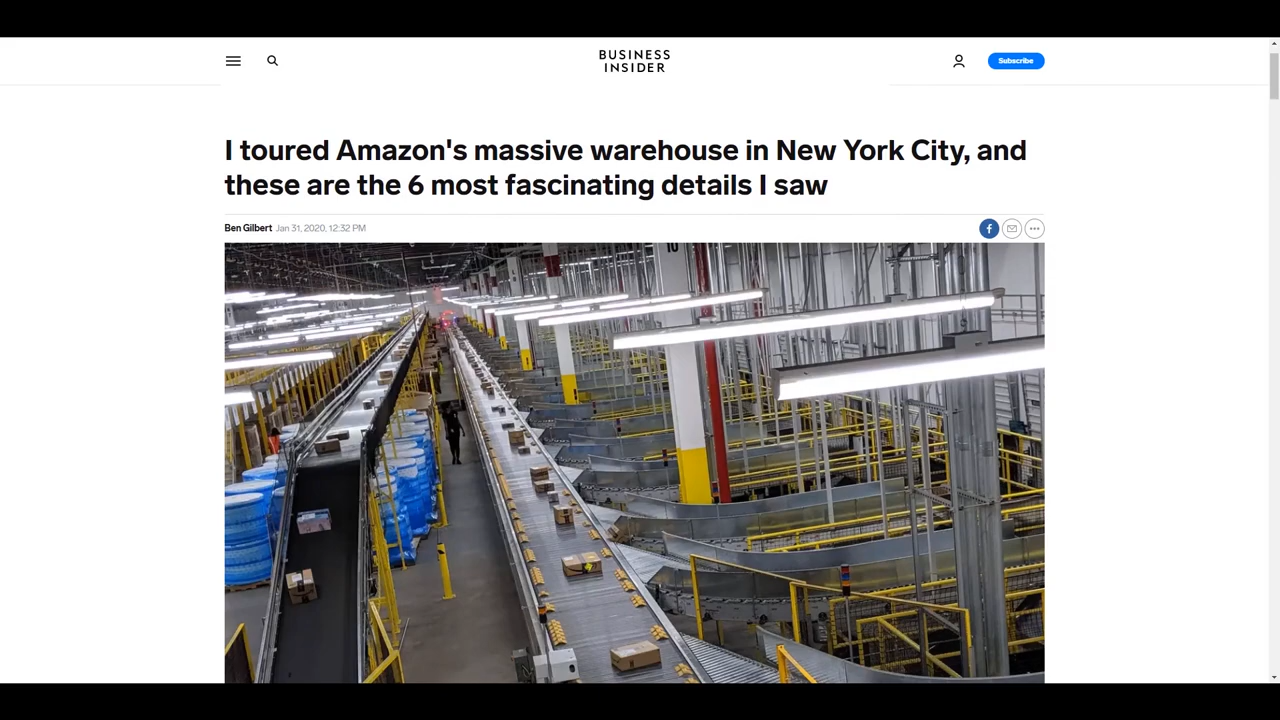 BUSINESS
INSIDER
Subscribe
I toured Amazon's massive warehouse in New York City, and
these are the 6 most fascinating details I saw
Ben Gilbert Jan 31, 2020, 12:32 PM
10